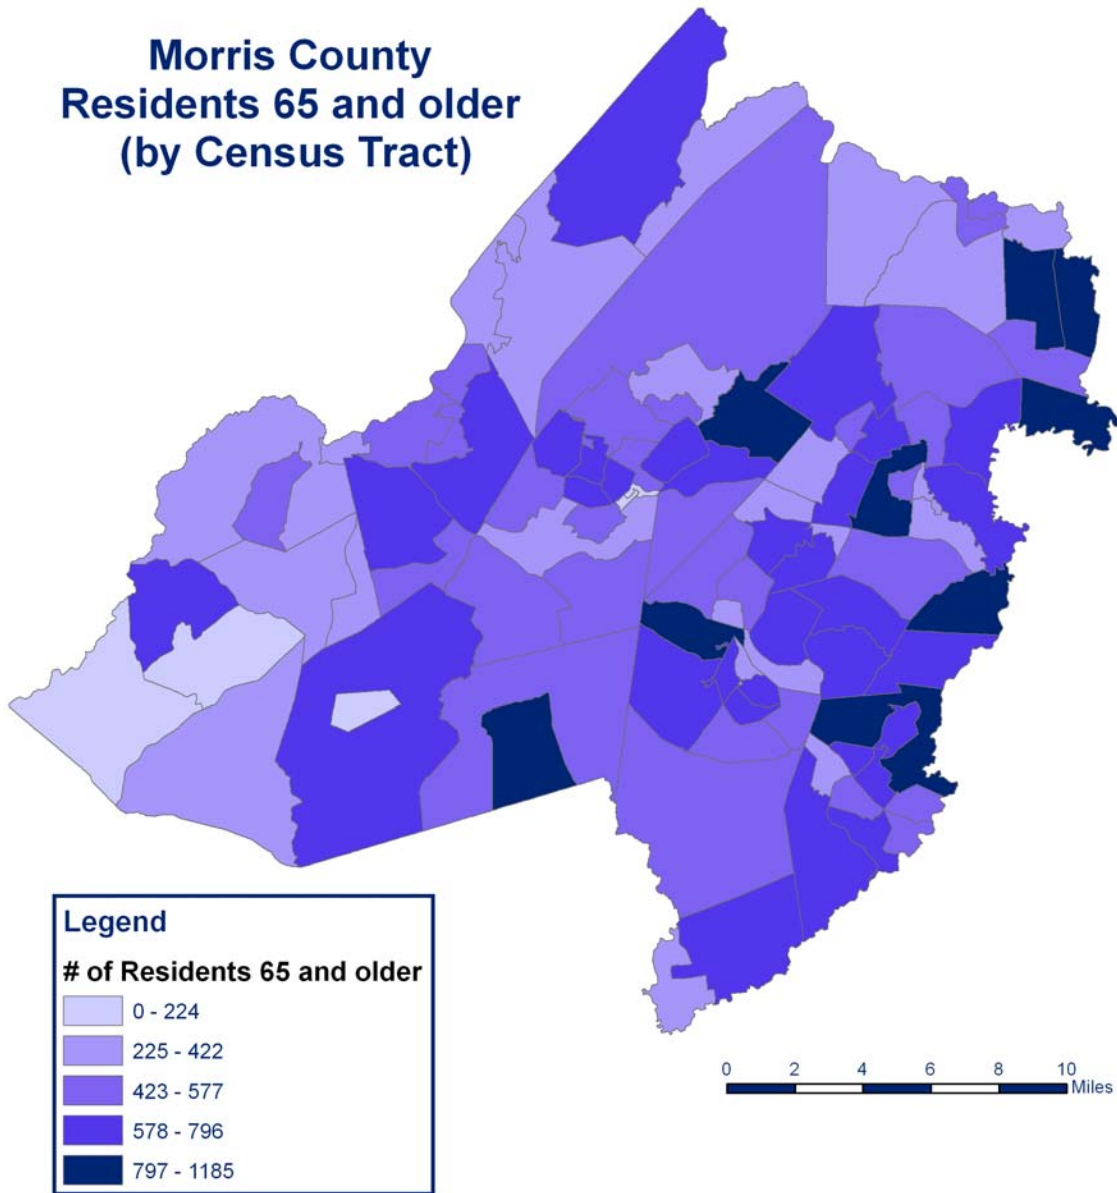 Morris County
Residents 65 and older
(by Census Tract)
Legend
# of Residents 65 and older
0 - 224
225 - 422
423 - 577
578 - 796
797 - 1185
0 2 4 6 8 10
Miles